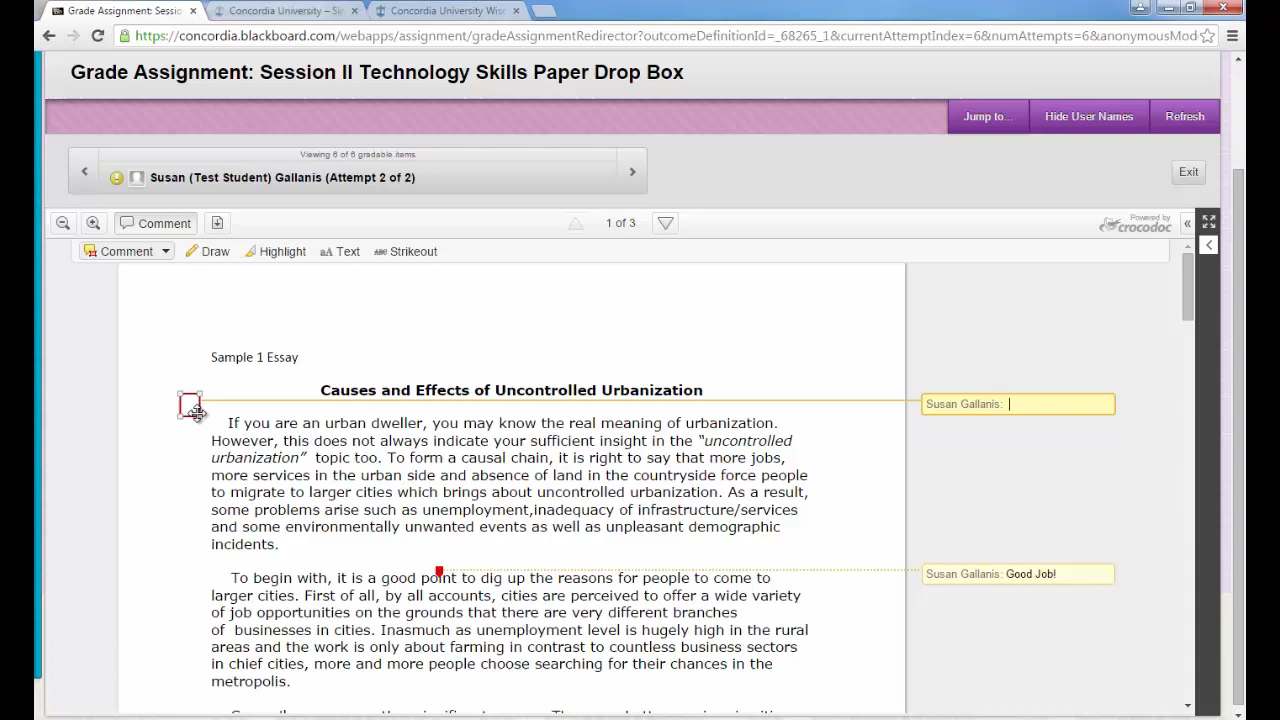 Grade Assignment: Sessio
Concordia University – Si
Concordia University Wisc
https://concordia.blackboard.com/webapps/assignment/gradeAssignmentRedirector?outcomeDefinitionId=_68265_1&currentAttemptIndex=6&numAttempts=6&anonymousMod
Grade Assignment: Session II Technology Skills Paper Drop Box
Jump to... Hide User Names Refresh
Viewing 6 of 6 gradable items
Susan (Test Student) Gallanis (Attempt 2 of 2)
Exit
Comment
1 of 3
Powered by
crocodoc
Comment Draw Highlight aA Text ABC Strikeout
Sample 1 Essay
Causes and Effects of Uncontrolled Urbanization
Susan Gallanis:
If you are an urban dweller, you may know the real meaning of urbanization.
However, this does not always indicate your sufficient insight in the “uncontrolled
urbanization” topic too. To form a causal chain, it is right to say that more jobs,
more services in the urban side and absence of land in the countryside force people
to migrate to larger cities which brings about uncontrolled urbanization. As a result,
some problems arise such as unemployment,inadequacy of infrastructure/services
and some environmentally unwanted events as well as unpleasant demographic
incidents.
Susan Gallanis: Good Job!
To begin with, it is a good point to dig up the reasons for people to come to
larger cities. First of all, by all accounts, cities are perceived to offer a wide variety
of job opportunities on the grounds that there are very different branches
of businesses in cities. Inasmuch as unemployment level is hugely high in the rural
areas and the work is only about farming in contrast to countless business sectors
in chief cities, more and more people choose searching for their chances in the
metropolis.